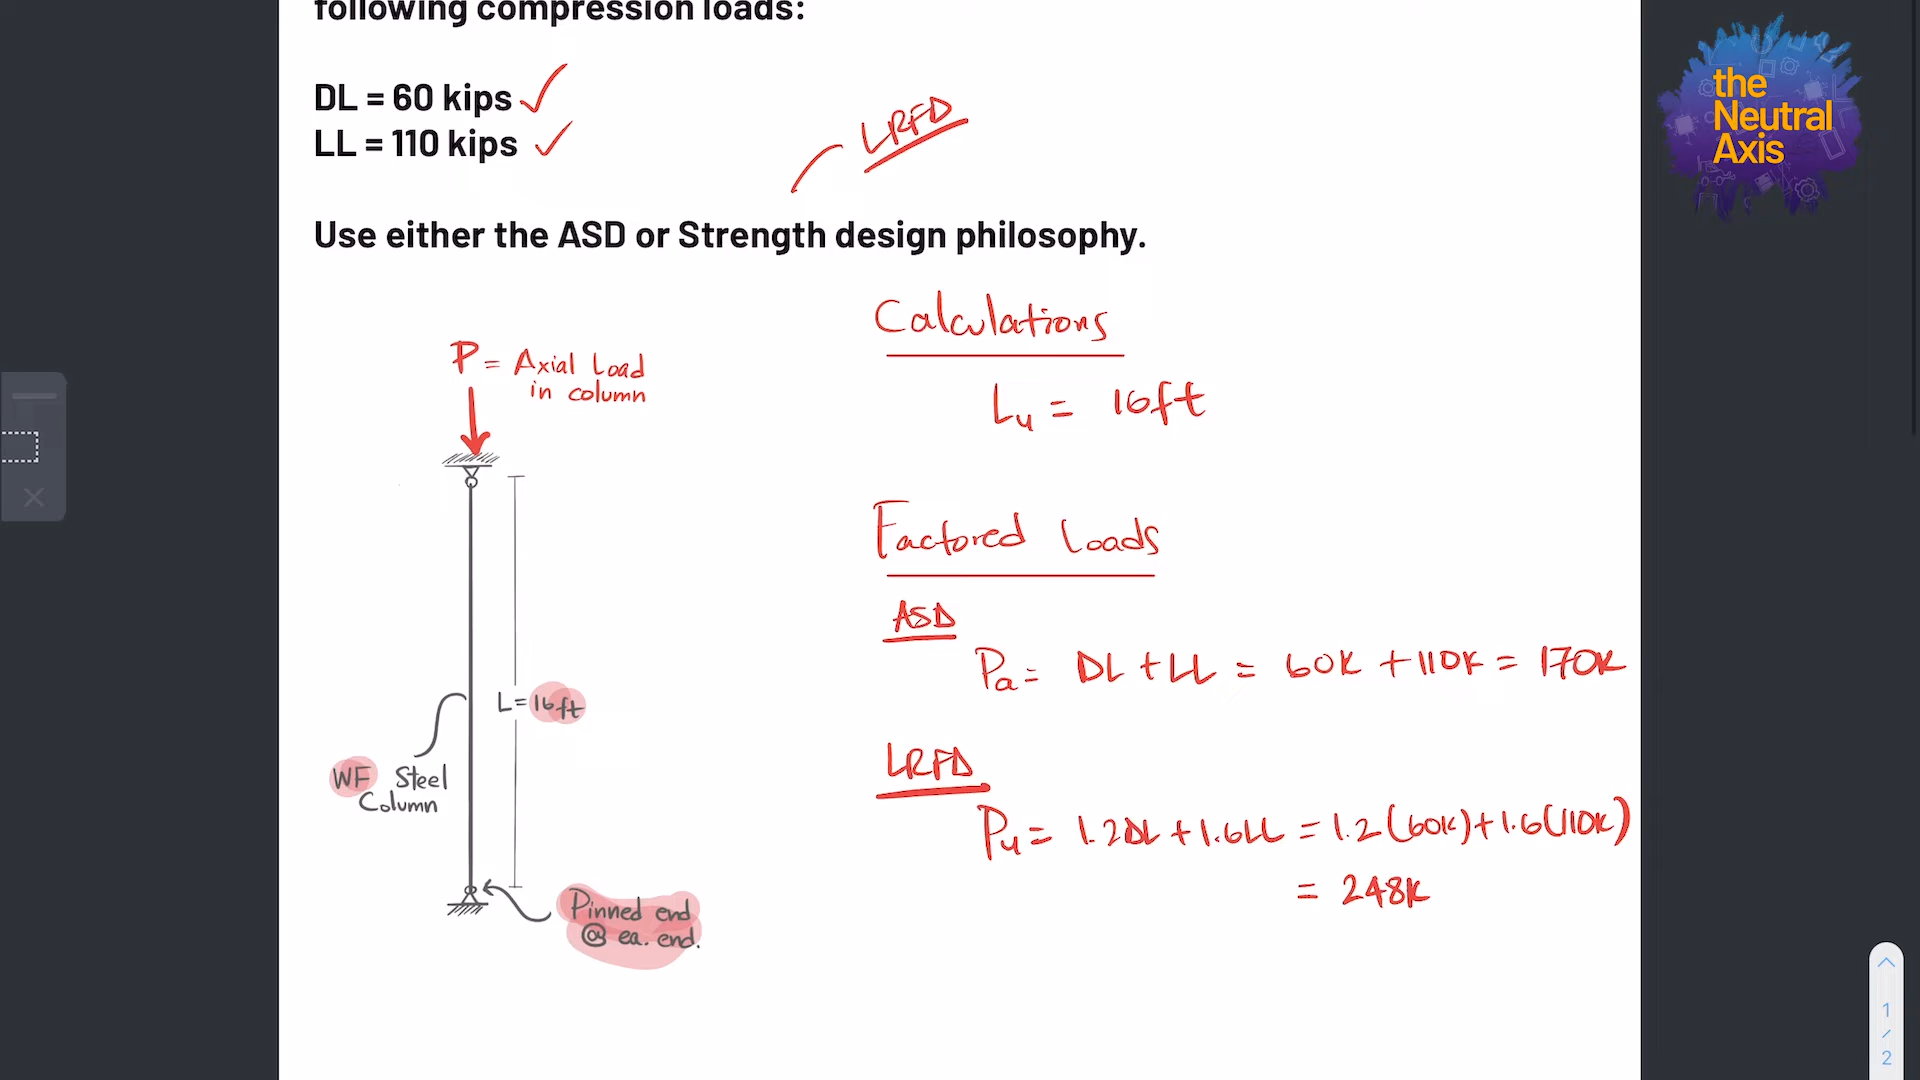 following compression loads:
DL = 60 kips
LL = 110 kips
LRFD
Use either the ASD or Strength design philosophy.
P = Axial Load
in column
L = 16ft
WF Steel
Column
Pinned end
@ ea. end.
Calculations
Lu = 16ft
Factored Loads
ASD
Pa = DL + LL = 60K + 110K = 170K
LRFD
Pu = 1.2DL + 1.6LL = 1.2(60K) + 1.6(110K)
= 248K
the
Neutral
Axis
1
/
2